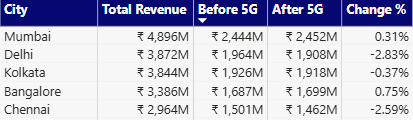 City Total Revenue Before 5G After 5G Change %
Mumbai ₹ 4,896M ₹ 2,444M ₹ 2,452M 0.31%
Delhi ₹ 3,872M ₹ 1,964M ₹ 1,908M -2.83%
Kolkata ₹ 3,844M ₹ 1,926M ₹ 1,918M -0.37%
Bangalore ₹ 3,386M ₹ 1,687M ₹ 1,699M 0.75%
Chennai ₹ 2,964M ₹ 1,501M ₹ 1,462M -2.59%